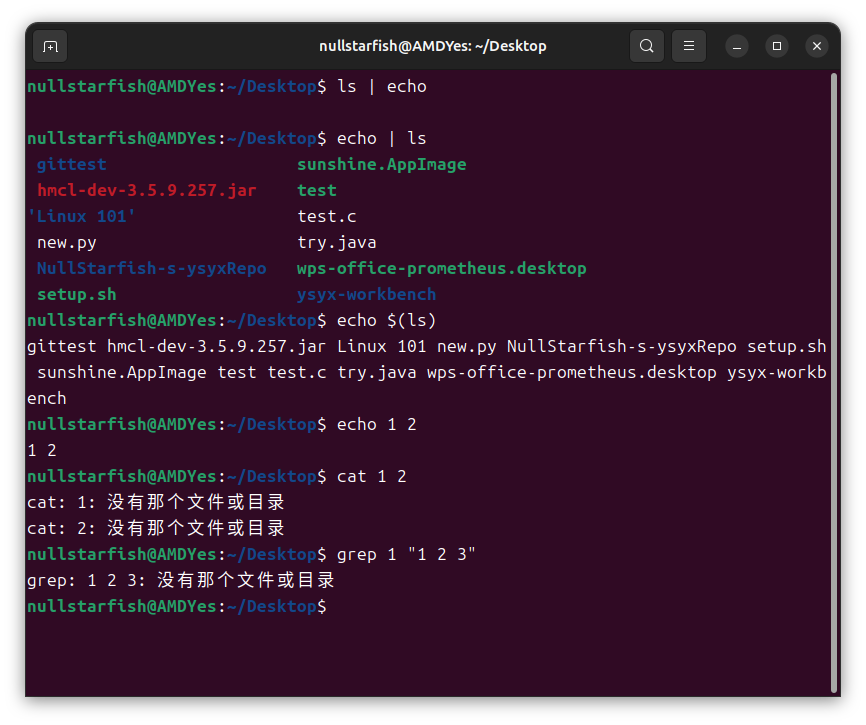 nullstarfish@AMDYes: ~/Desktop
nullstarfish@AMDYes:~/Desktop$ ls | echo
nullstarfish@AMDYes:~/Desktop$ echo | ls
gittest sunshine.AppImage
hmcl-dev-3.5.9.257.jar test
'Linux 101' test.c
new.py try.java
NullStarfish-s-ysyxRepo wps-office-prometheus.desktop
setup.sh ysyx-workbench
nullstarfish@AMDYes:~/Desktop$ echo $(ls)
gittest hmcl-dev-3.5.9.257.jar Linux 101 new.py NullStarfish-s-ysyxRepo setup.sh
sunshine.AppImage test test.c try.java wps-office-prometheus.desktop ysyx-workb
ench
nullstarfish@AMDYes:~/Desktop$ echo 1 2
1 2
nullstarfish@AMDYes:~/Desktop$ cat 1 2
cat: 1: 没有那个文件或目录
cat: 2: 没有那个文件或目录
nullstarfish@AMDYes:~/Desktop$ grep 1 "1 2 3"
grep: 1 2 3: 没有那个文件或目录
nullstarfish@AMDYes:~/Desktop$